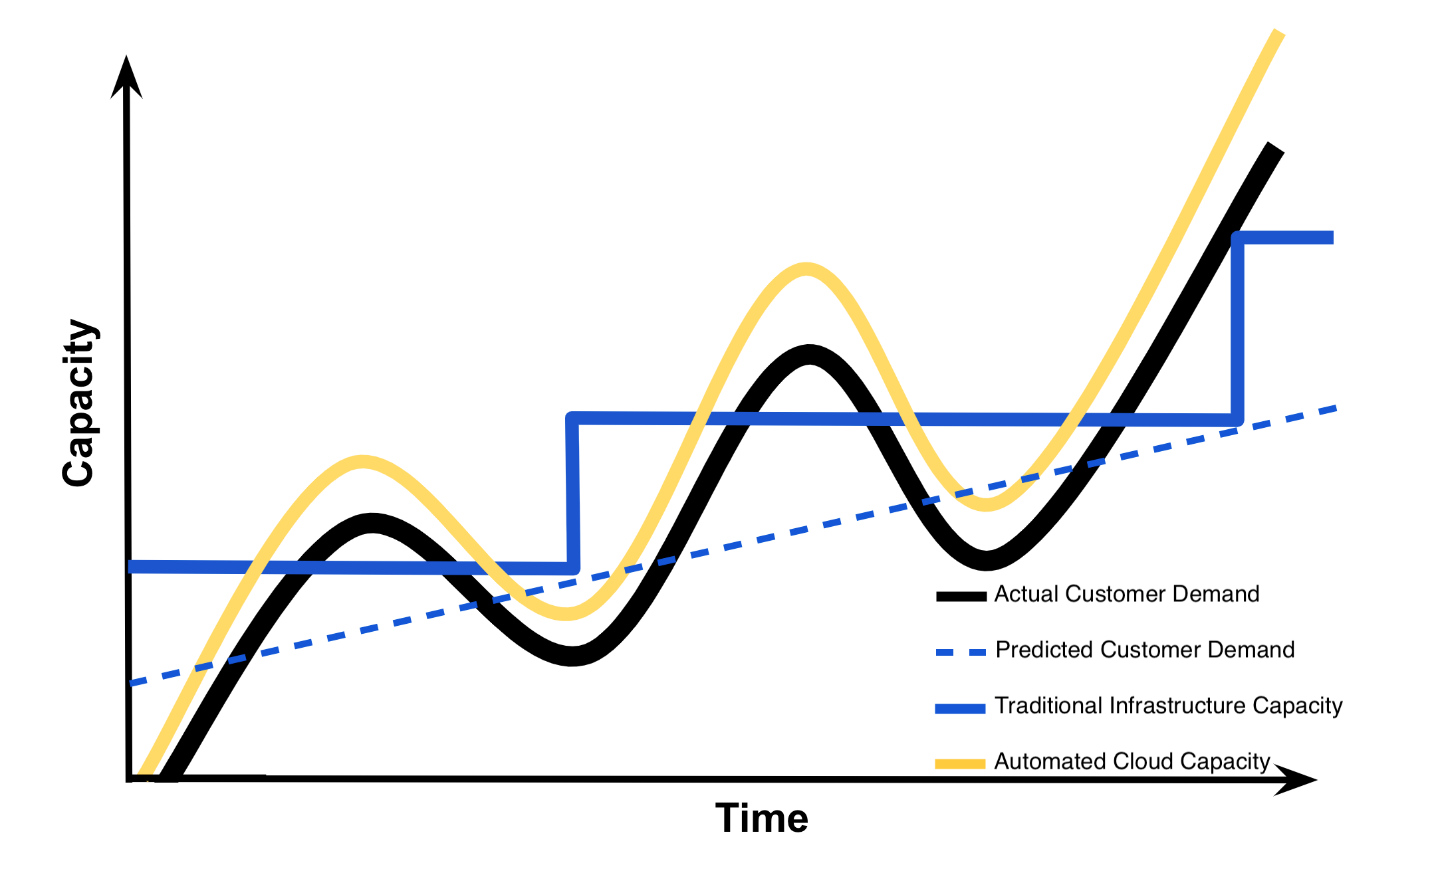 Capacity
Actual Customer Demand
Predicted Customer Demand
Traditional Infrastructure Capacity
Automated Cloud Capacity
Time